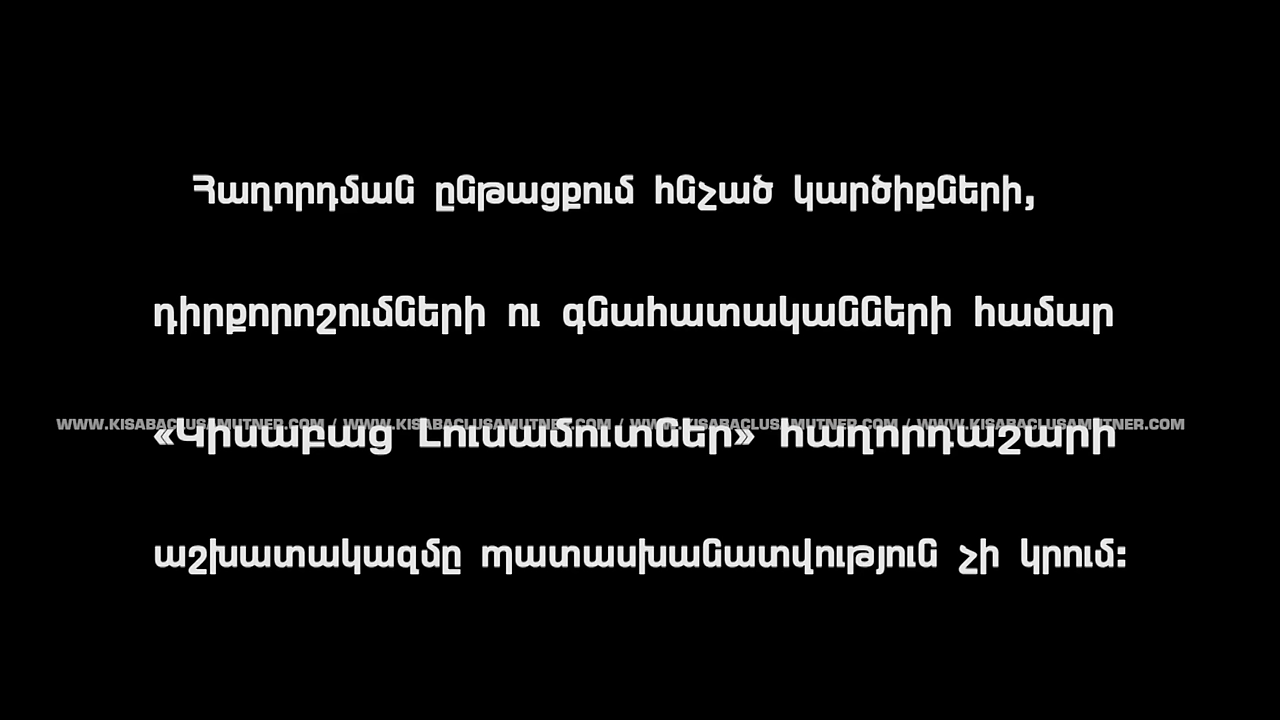 Հաղորդման ընթացքում հնչած կարծիքների,
դիրքորոշումների ու գնահատականների համար
WWW.KISABACLUSAMUTNER.COM / WWW.KISABACLUSAMUTNER.COM / WWW.KISABACLUSAMUTNER.COM / WWW.KISABACLUSAMUTNER.COM
«Կիսաբաց Լուսամուտներ» հաղորդաշարի
աշխատակազմը պատասխանատվություն չի կրում: